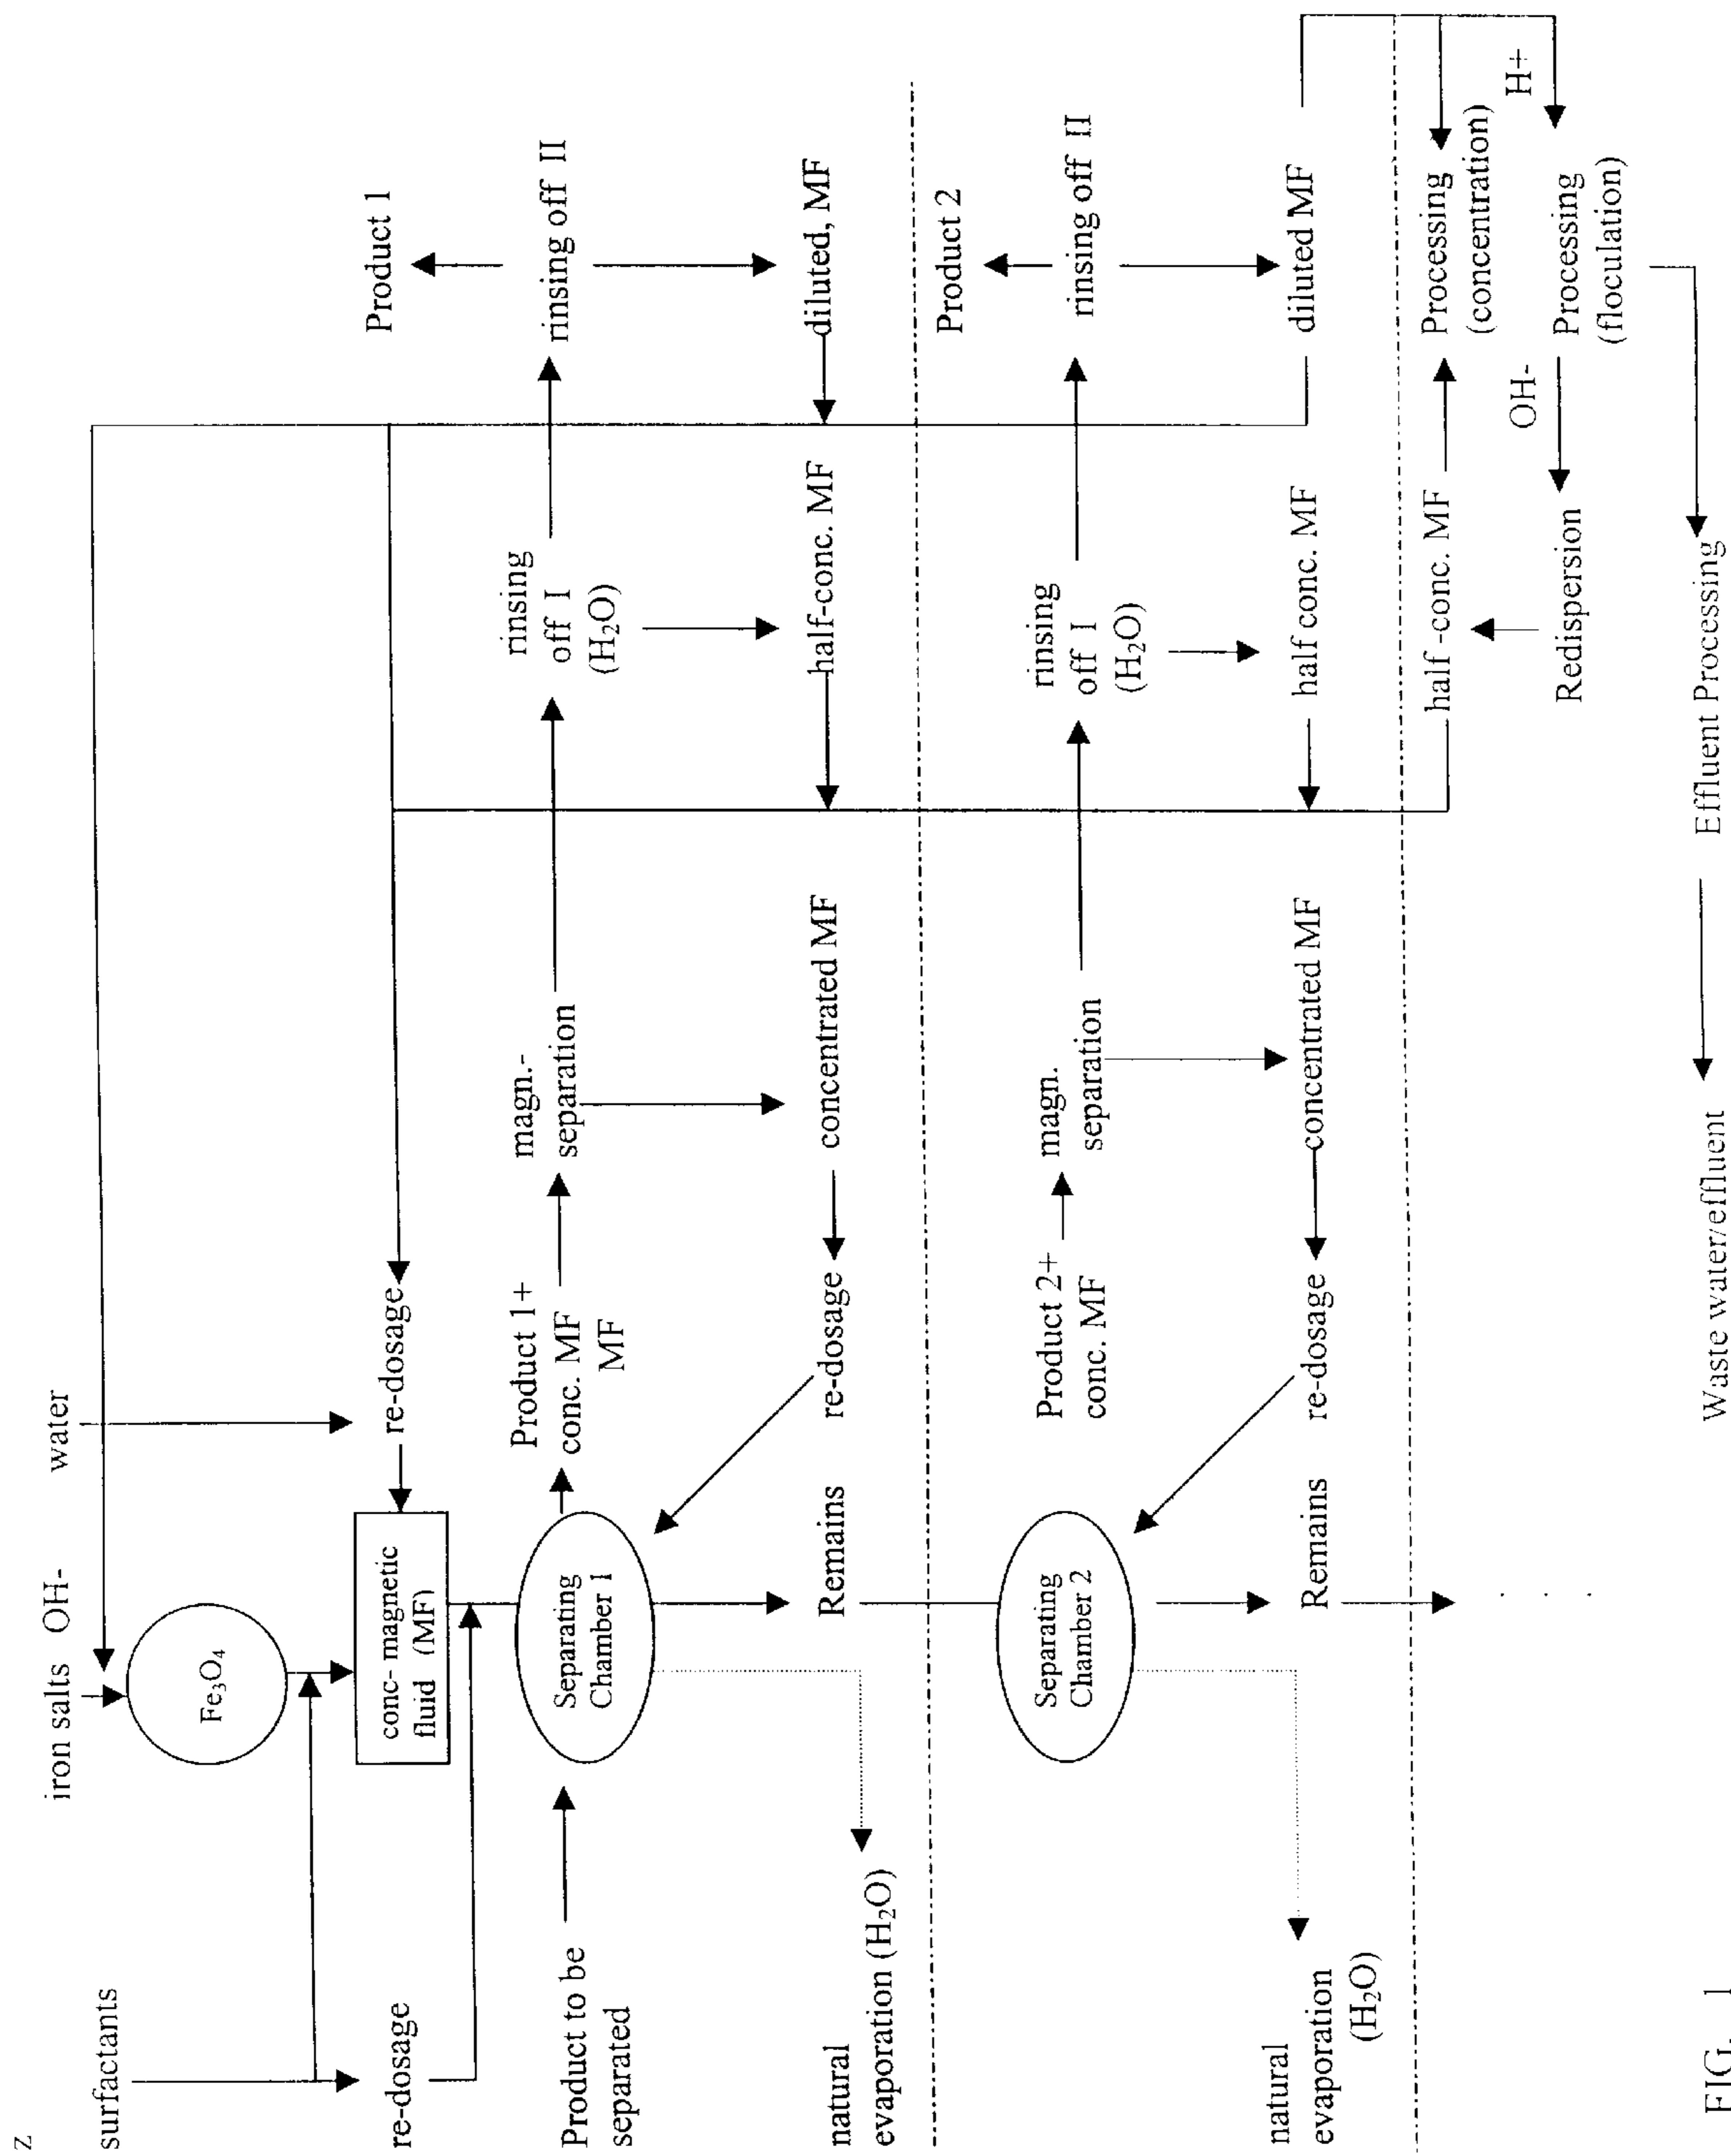 z
surfactants
iron salts OH-
water
Fe₃O₄
re-dosage
conc- magnetic
fluid (MF)
re-dosage
Product 1
Product to be
separated
Separating
Chamber 1
Product 1+
conc. MF
MF
magn.-
separation
rinsing
off I
(H₂O)
rinsing off II
natural
evaporation (H₂O)
Remains
re-dosage
concentrated MF
half-conc. MF
diluted, MF
Product 2
Separating
Chamber 2
Product 2+
conc. MF
magn.
separation
rinsing
off I
(H₂O)
rinsing off II
natural
evaporation
(H₂O)
Remains
re-dosage
concentrated MF
half conc. MF
diluted MF
half -conc. MF
Processing
(concentration)
H+
. . . .
Redispersion
OH-
Processing
(floculation)
Waste water/effluent
Effluent Processing
FIG. 1